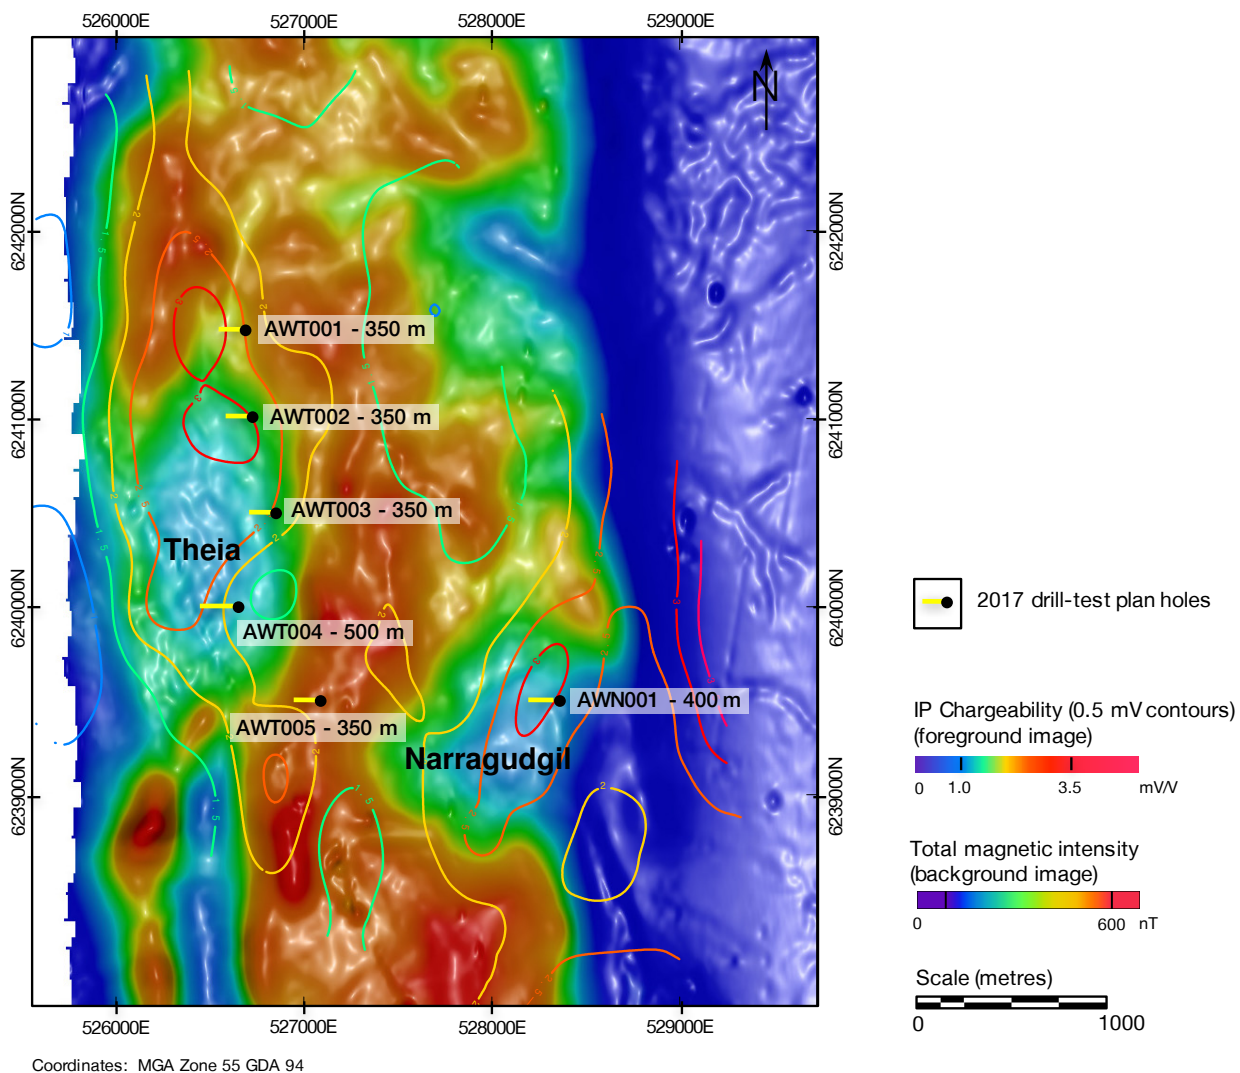 526000E
527000E
528000E
529000E
N
6242000N
6242000N
AWT001 - 350 m
AWT002 - 350 m
6241000N
6241000N
AWT003 - 350 m
Theia
6240000N
6240000N
AWT004 - 500 m
AWN001 - 400 m
AWT005 - 350 m
Narragudgil
6239000N
6239000N
526000E
527000E
528000E
529000E
Coordinates: MGA Zone 55 GDA 94
2017 drill-test plan holes
IP Chargeability (0.5 mV contours)
(foreground image)
0 1.0 3.5 mV/V
Total magnetic intensity
(background image)
0 600 nT
Scale (metres)
0 1000